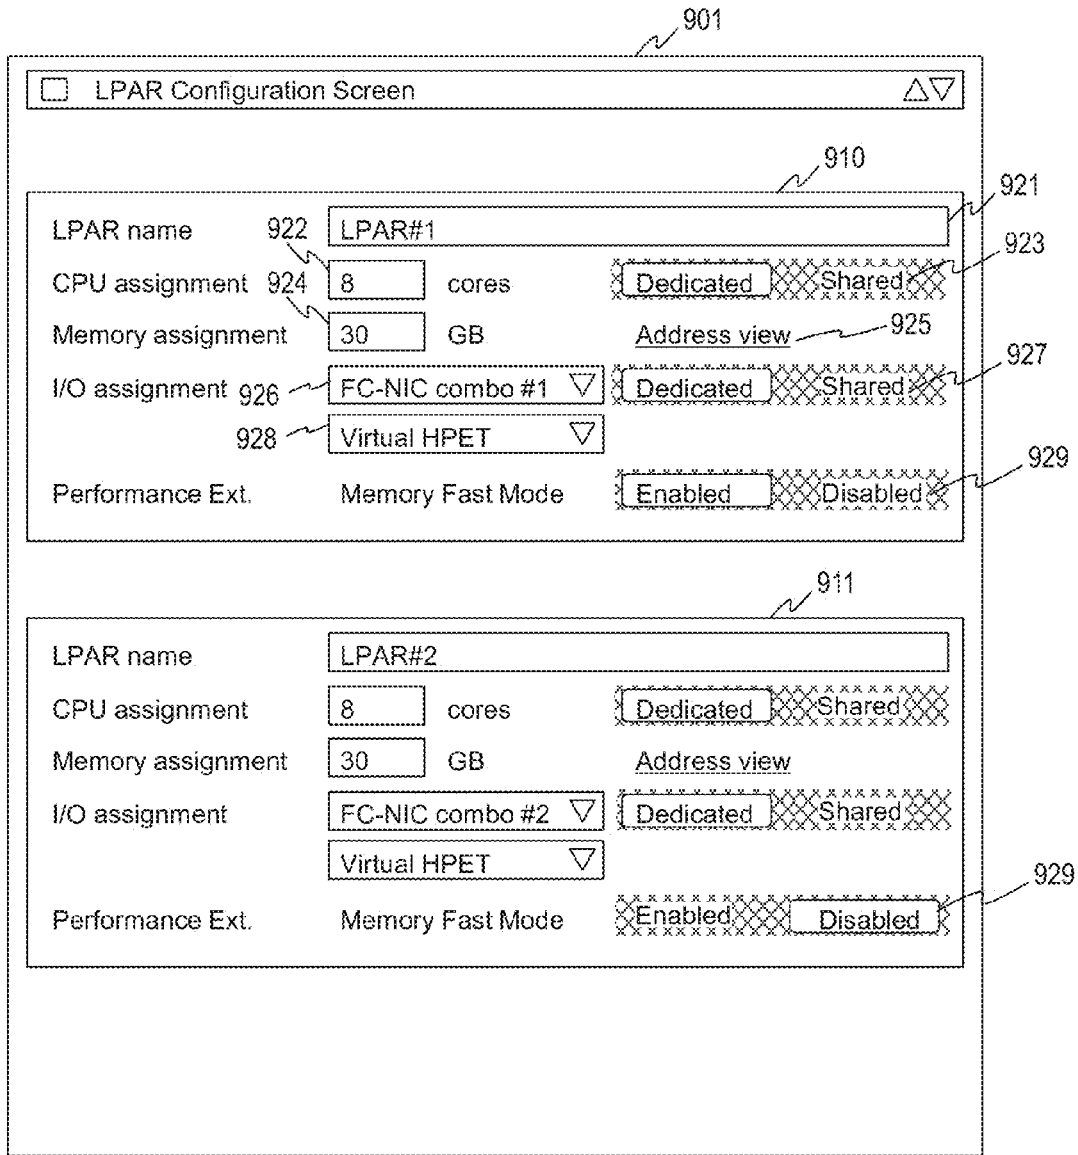 901
LPAR Configuration Screen
910
921
LPAR name 922 LPAR#1
923
CPU assignment 924 8 cores Dedicated Shared
Memory assignment 30 GB Address view 925
927
I/O assignment 926 FC-NIC combo #1 Dedicated Shared
928 Virtual HPET
929
Performance Ext. Memory Fast Mode Enabled Disabled
911
LPAR name LPAR#2
CPU assignment 8 cores Dedicated Shared
Memory assignment 30 GB Address view
I/O assignment FC-NIC combo #2 Dedicated Shared
Virtual HPET
929
Performance Ext. Memory Fast Mode Enabled Disabled